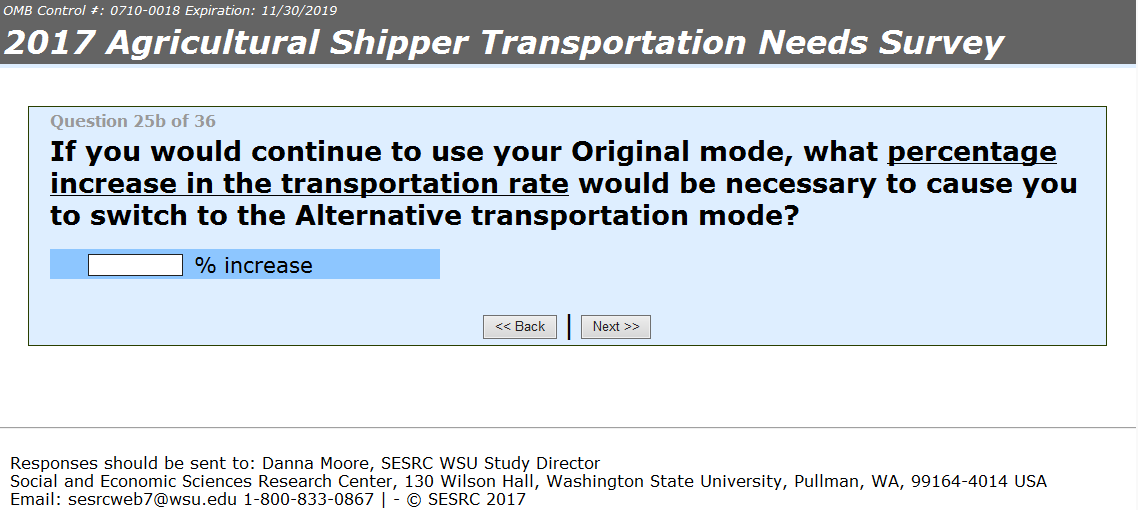 OMB Control #: 0710-0018 Expiration: 11/30/2019
2017 Agricultural Shipper Transportation Needs Survey
Question 25b of 36
If you would continue to use your Original mode, what percentage
increase in the transportation rate would be necessary to cause you
to switch to the Alternative transportation mode?
% increase
<< Back | Next >>
Responses should be sent to: Danna Moore, SESRC WSU Study Director
Social and Economic Sciences Research Center, 130 Wilson Hall, Washington State University, Pullman, WA, 99164-4014 USA
Email: sesrcweb7@wsu.edu 1-800-833-0867 | - © SESRC 2017